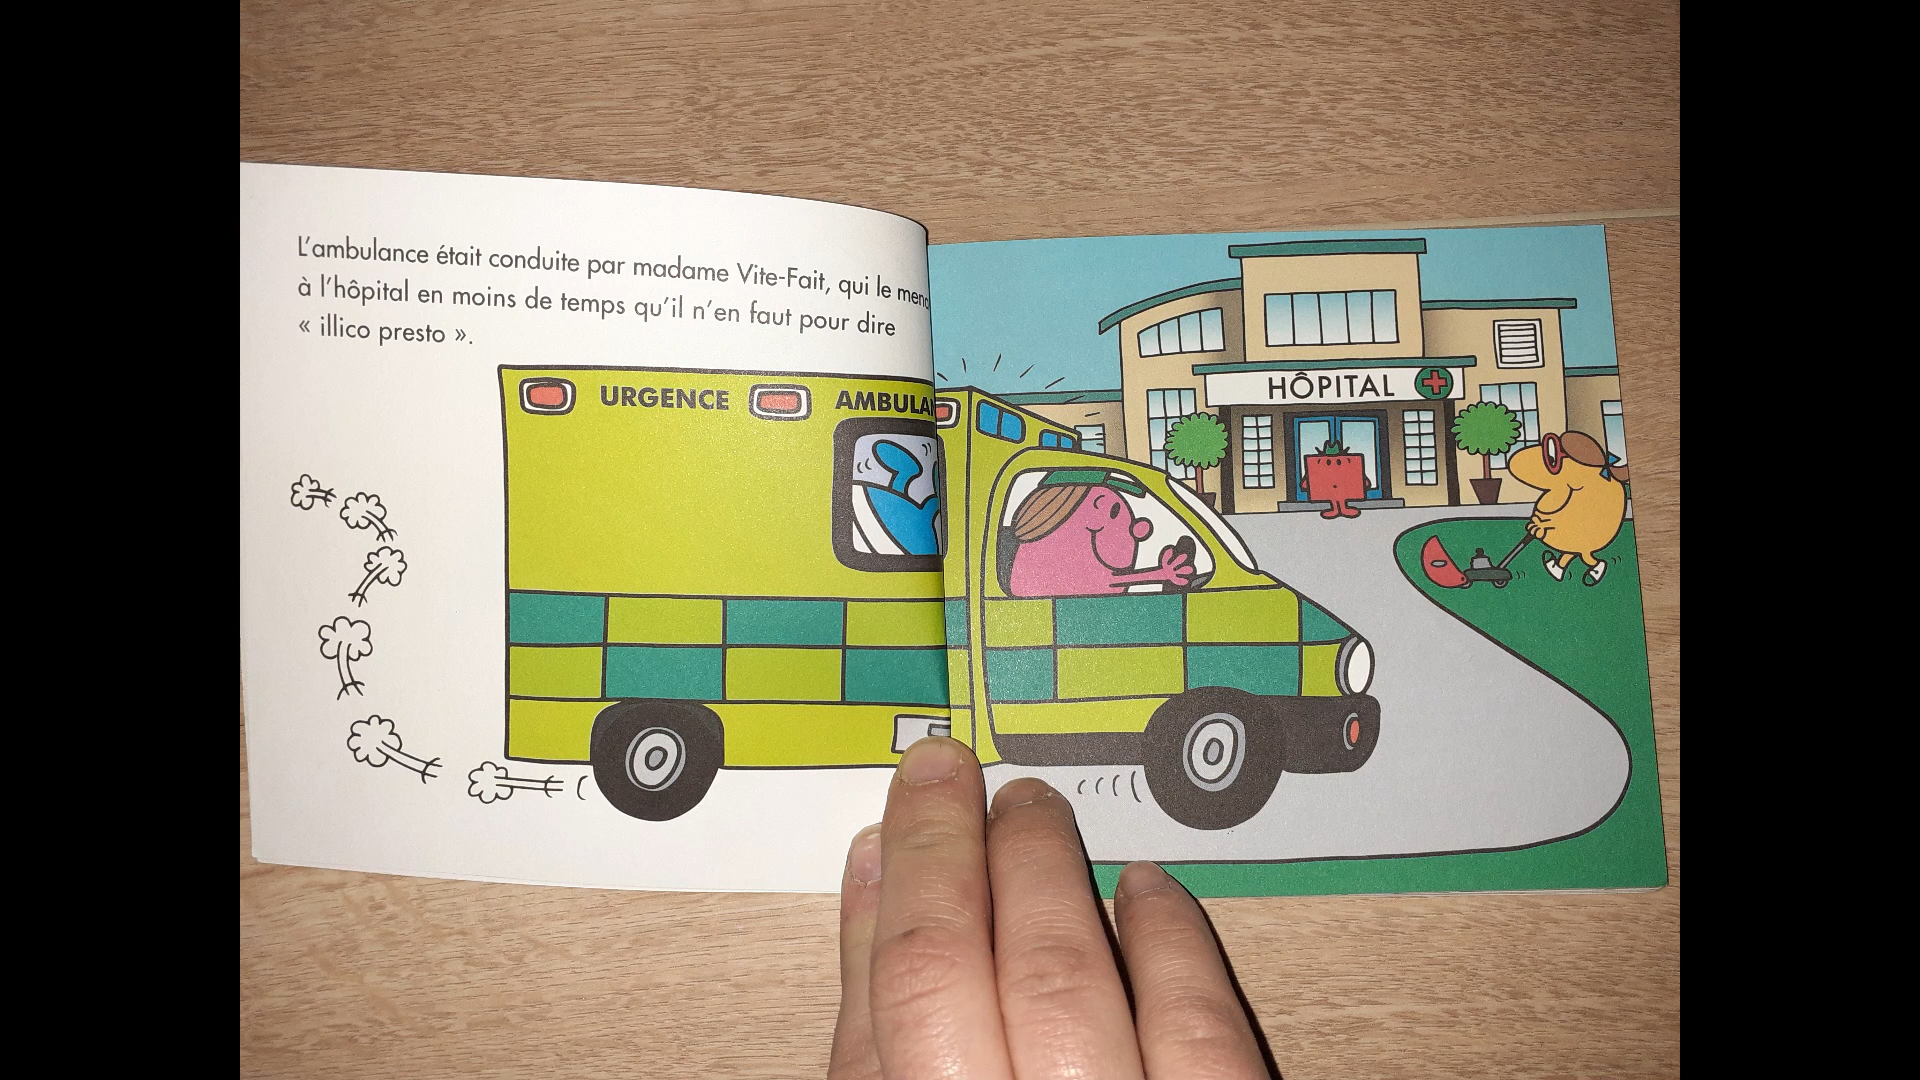 L'ambulance était conduite par madame Vite-Fait, qui le
à l'hôpital en moins de temps qu'il n'en faut pour dire
« illico presto ».
URGENCE
HÔPITAL